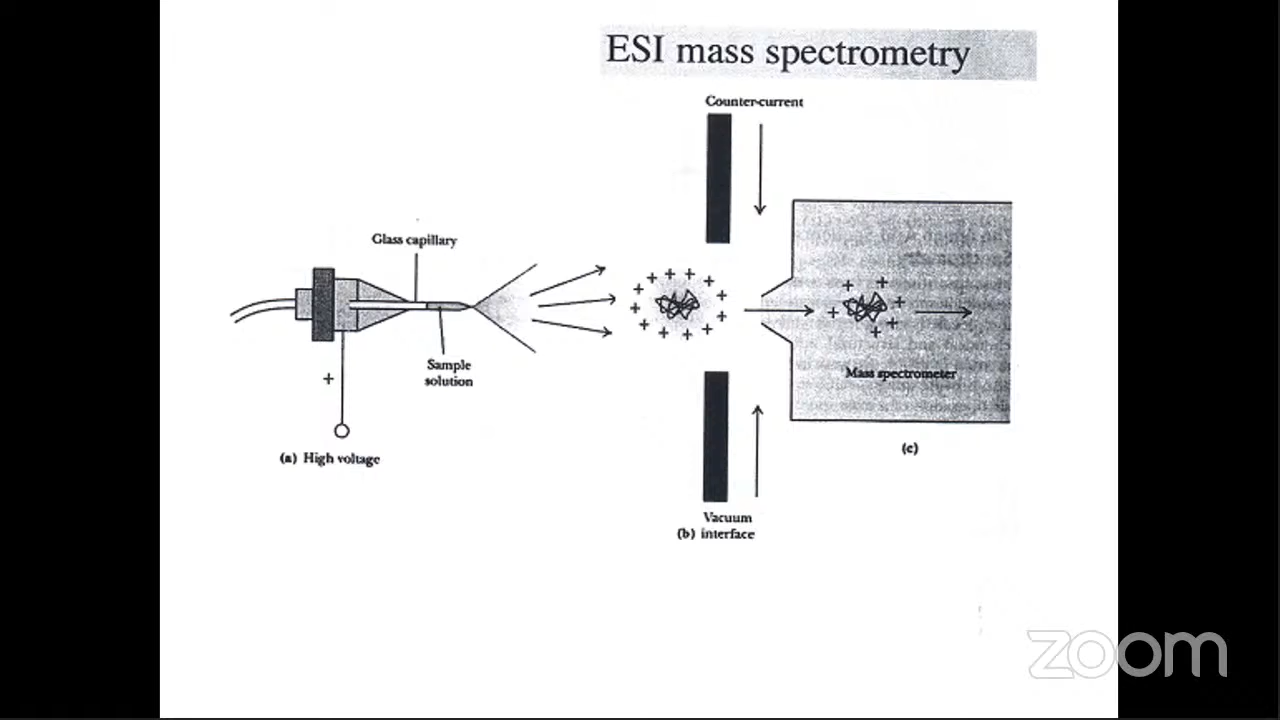 ESI mass spectrometry
Counter-current
Glass capillary
Sample
solution
+
(a) High voltage
Mass spectrometer
(c)
Vacuum
(b) interface
zoom